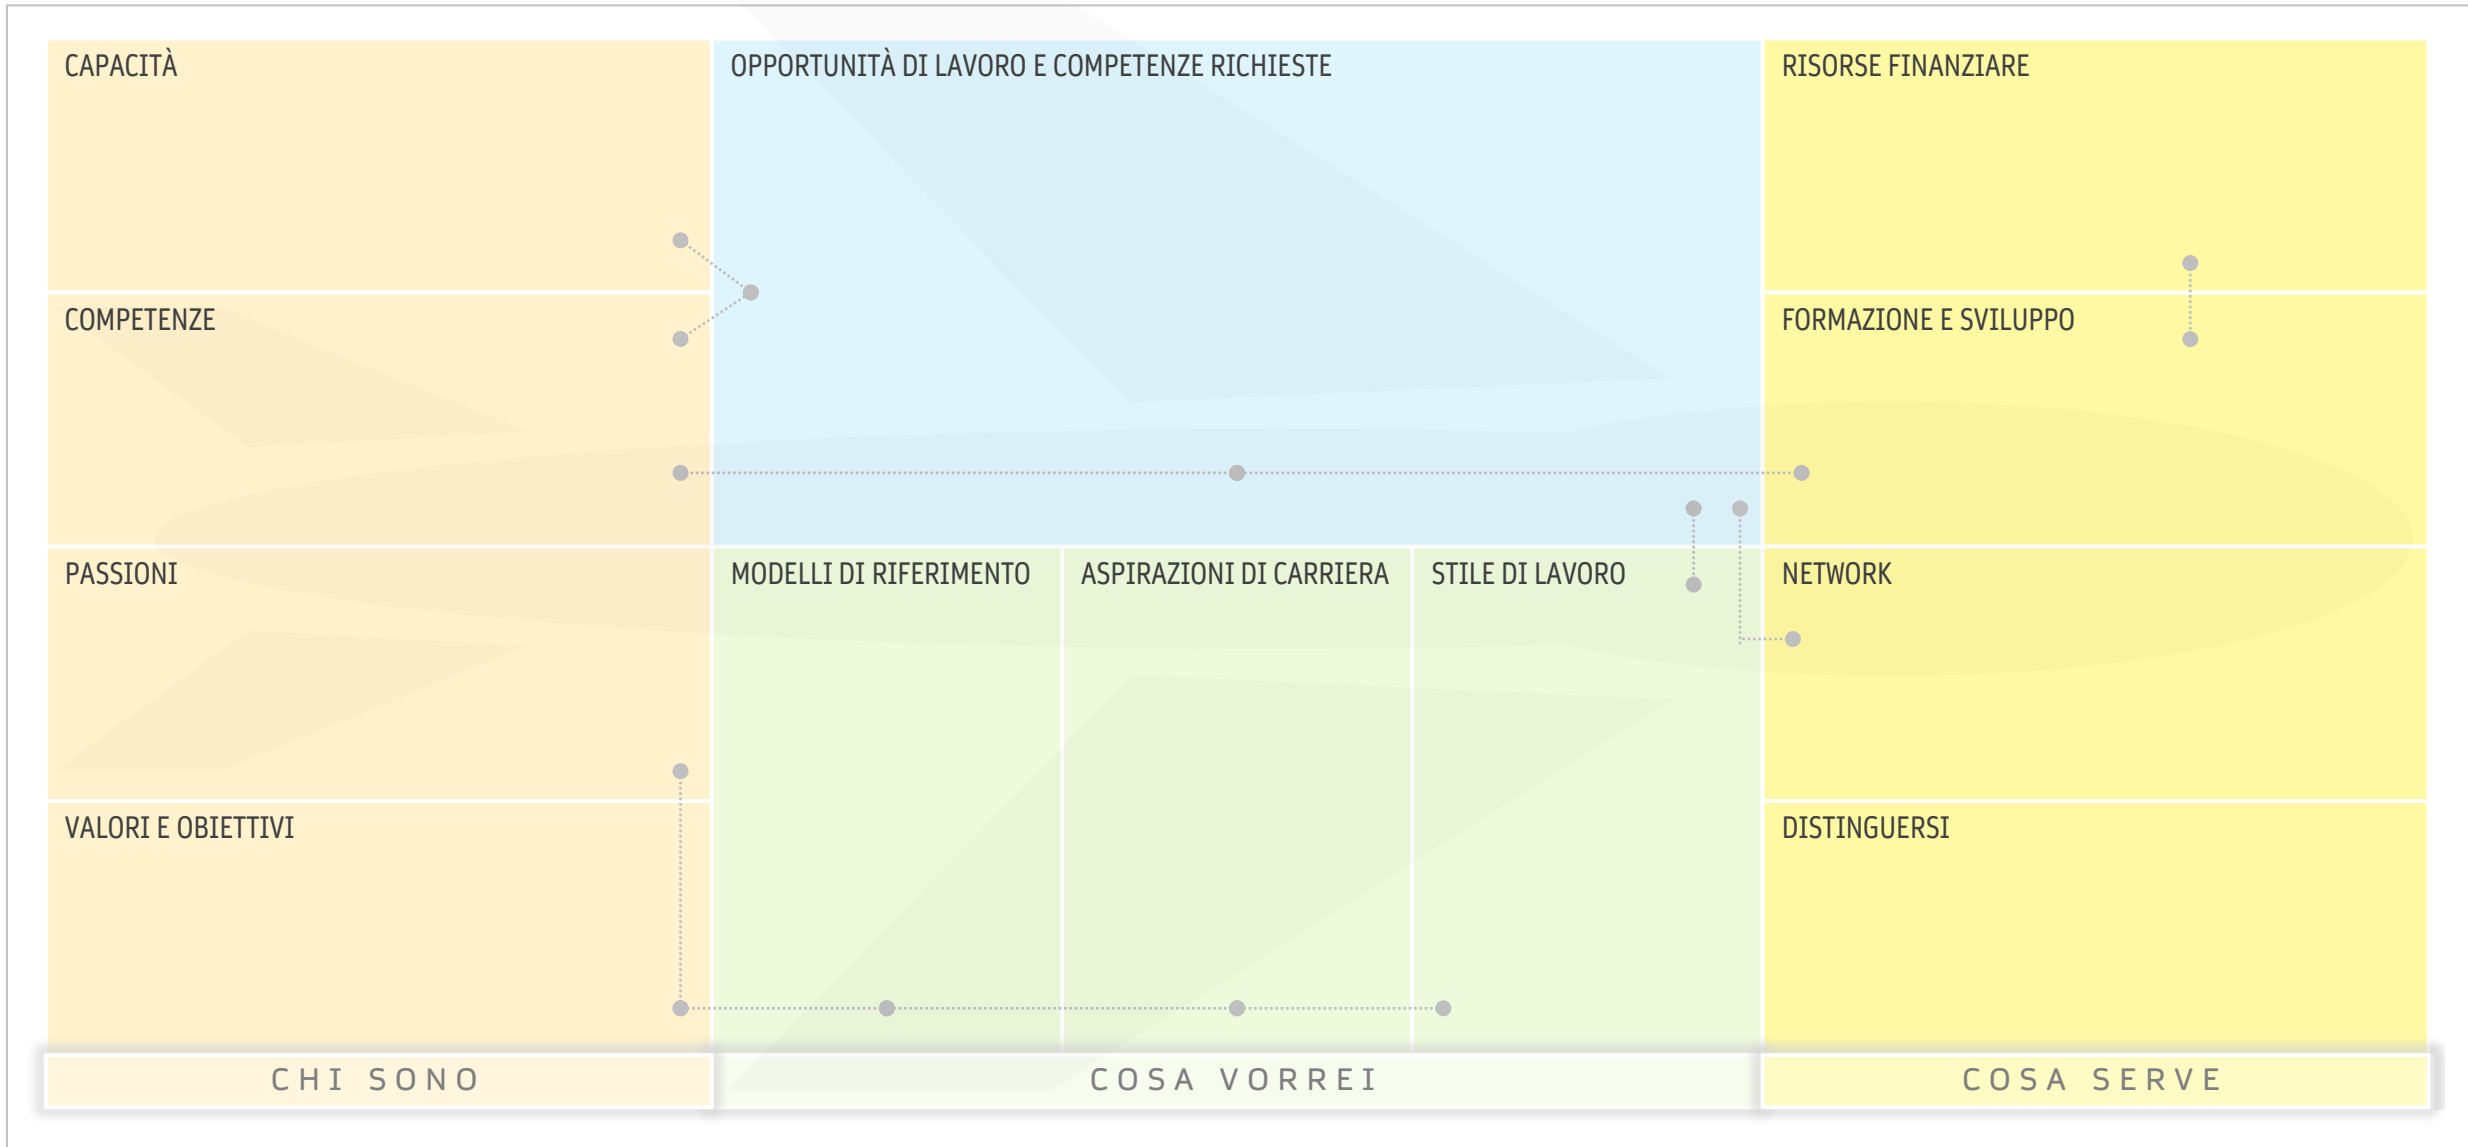 CAPACITÀ
COMPETENZE
PASSIONI
VALORI E OBIETTIVI
OPPORTUNITÀ DI LAVORO E COMPETENZE RICHIESTE
MODELLI DI RIFERIMENTO
ASPIRAZIONI DI CARRIERA
STILE DI LAVORO
RISORSE FINANZIARE
FORMAZIONE E SVILUPPO
NETWORK
DISTINGUERSI
CHI SONO
COSA VORREI
COSA SERVE